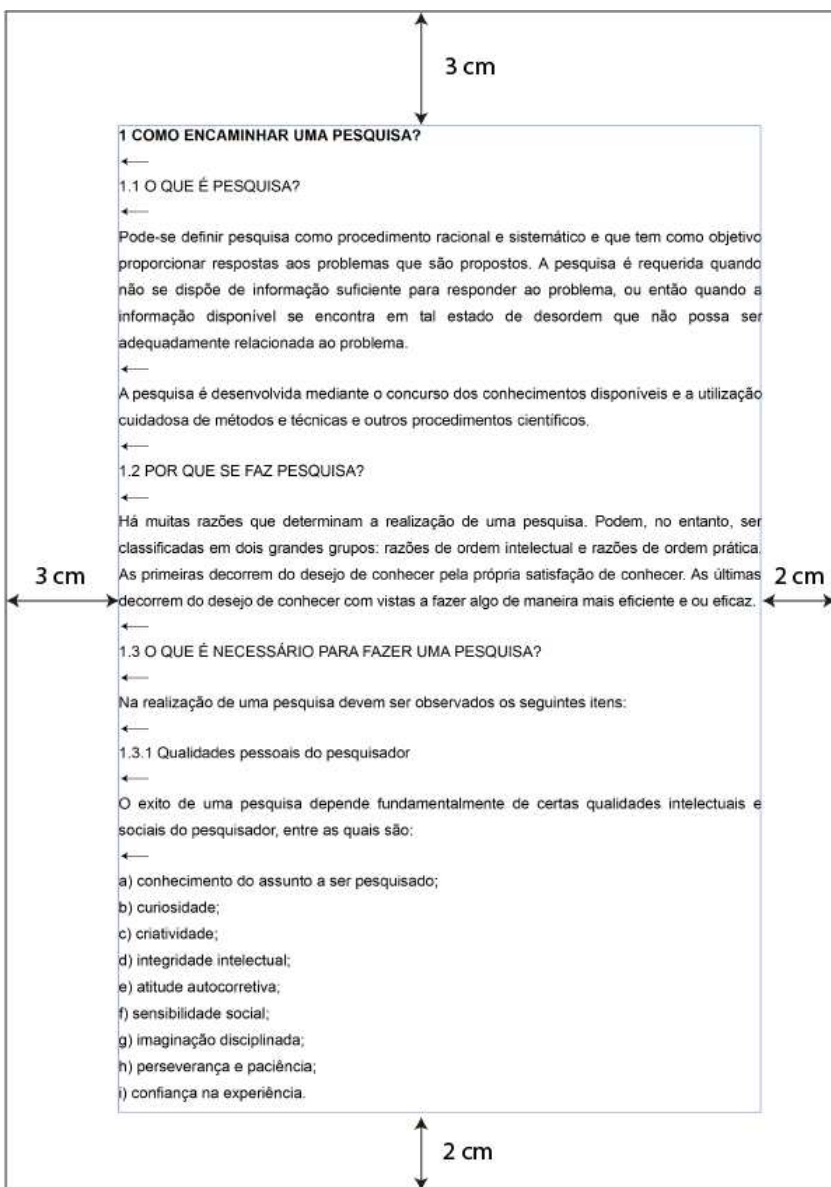 3 cm
1 COMO ENCAMINHAR UMA PESQUISA?
1.1 O QUE É PESQUISA?
Pode-se definir pesquisa como procedimento racional e sistemático e que tem como objetivo
proporcionar respostas aos problemas que são propostos. A pesquisa é requerida quando
não se dispõe de informação suficiente para responder ao problema, ou então quando a
informação disponível se encontra em tal estado de desordem que não possa ser
adequadamente relacionada ao problema.
A pesquisa é desenvolvida mediante o concurso dos conhecimentos disponíveis e a utilização
cuidadosa de métodos e técnicas e outros procedimentos científicos.
1.2 POR QUE SE FAZ PESQUISA?
Há muitas razões que determinam a realização de uma pesquisa. Podem, no entanto, ser
classificadas em dois grandes grupos: razões de ordem intelectual e razões de ordem prática.
As primeiras decorrem do desejo de conhecer pela própria satisfação de conhecer. As últimas
3 cm
2 cm
decorrem do desejo de conhecer com vistas a fazer algo de maneira mais eficiente e ou eficaz.
1.3 O QUE É NECESSÁRIO PARA FAZER UMA PESQUISA?
Na realização de uma pesquisa devem ser observados os seguintes itens:
1.3.1 Qualidades pessoais do pesquisador
O exito de uma pesquisa depende fundamentalmente de certas qualidades intelectuais e
sociais do pesquisador, entre as quais são:
a) conhecimento do assunto a ser pesquisado;
b) curiosidade;
c) criatividade;
d) integridade intelectual;
e) atitude autocorretiva;
f) sensibilidade social;
g) imaginação disciplinada;
h) perseverança e paciência;
i) confiança na experiência.
2 cm